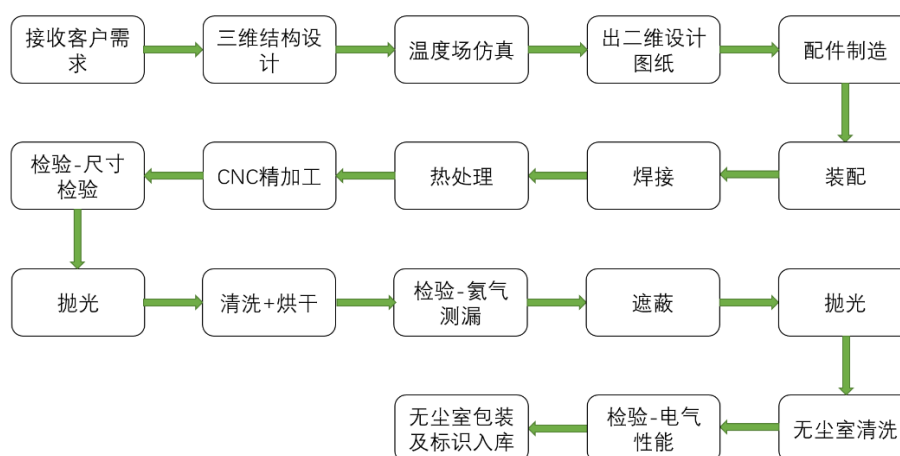 接收客户需
求
三维结构设
计
温度场仿真
出二维设计
图纸
配件制造
装配
焊接
热处理
CNC精加工
检验-尺寸
检验
抛光
清洗+烘干
检验-氦气
测漏
遮蔽
抛光
无尘室清洗
检验-电气
性能
无尘室包装
及标识入库